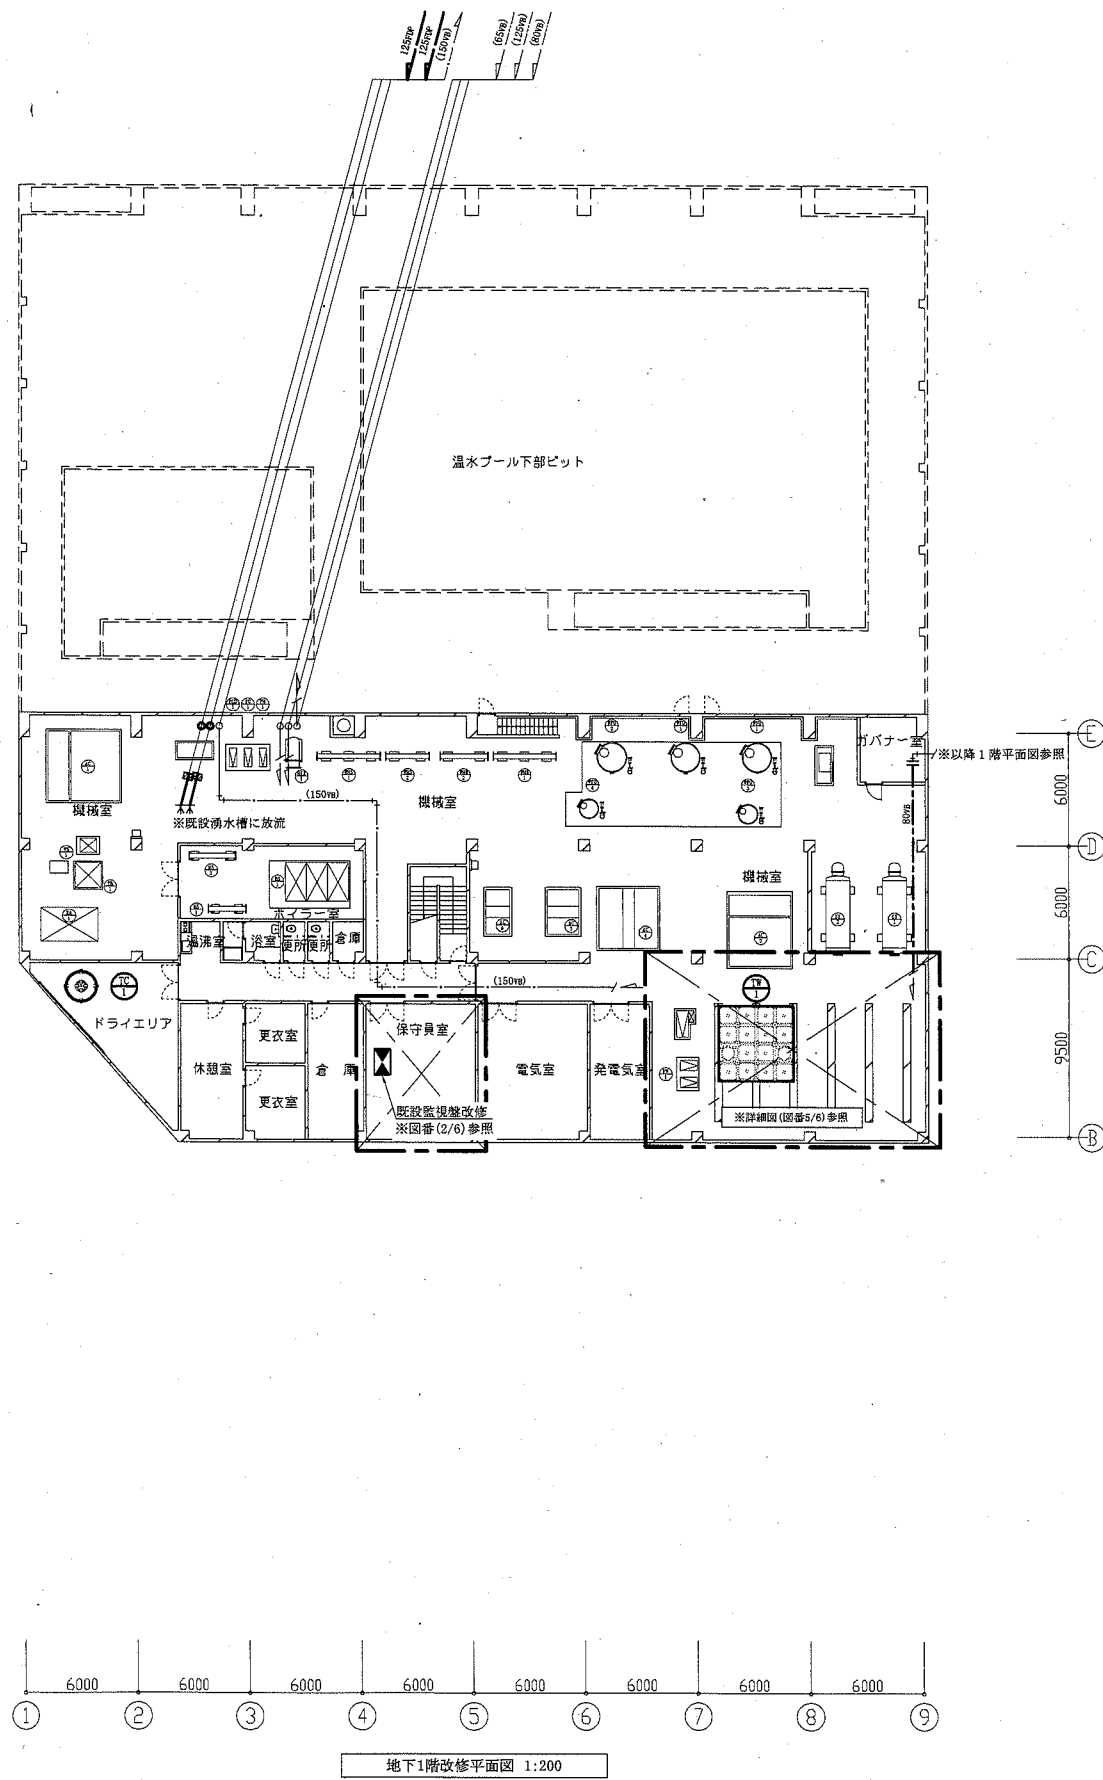 125FDP
125FDP
(150VB)
(65VB)
(125VB)
(80VB)
温水プール下部ピット
機械室
(150VB)
機械室
※既設湧水槽に放流
ガバナー室
※以降1階平面図参照
80VB
機械室
ボイラー室
湯沸室
浴室
便所
便所
倉庫
(150VB)
TC
1
TW
1
ドライエリア
休憩室
更衣室
更衣室
倉 庫
保守員室
既設監視盤改修
※図番(2/6)参照
電気室
発電気室
※詳細図(図番5/6)参照
E
6000
D
6000
C
9500
B
6000
6000
6000
6000
6000
6000
6000
6000
1
2
3
4
5
6
7
8
9
地下1階改修平面図 1:200